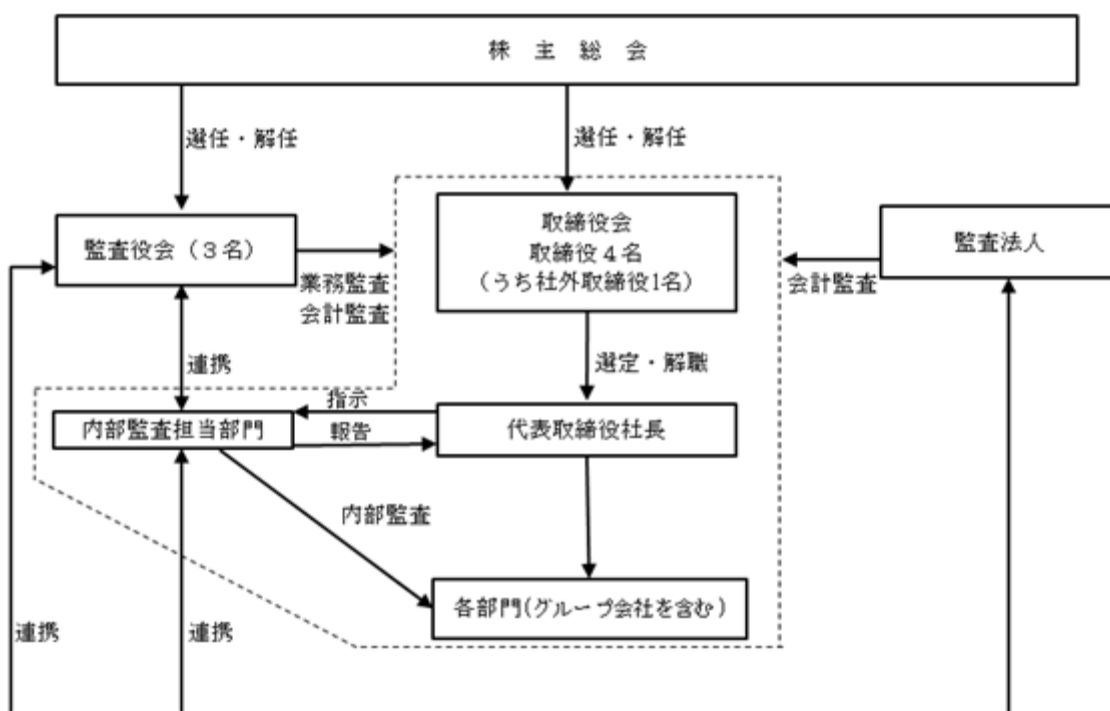 株 主 総 会
選任・解任
選任・解任
監査役会（３名）
取締役会
取締役４名
（うち社外取締役1名）
監査法人
業務監査
会計監査
会計監査
連携
選定・解職
指示
内部監査担当部門
報告
代表取締役社長
内部監査
各部門(グループ会社を含む)
連携
連携